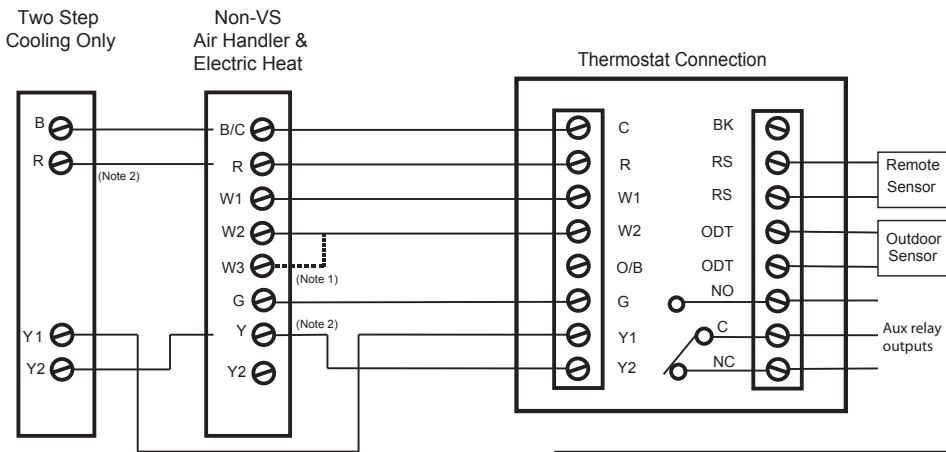 Two Step
Cooling Only
Non-VS
Air Handler &
Electric Heat
Thermostat Connection
B
R
(Note 2)
Y1
Y2
B/C
R
W1
W2
W3
(Note 1)
G
Y
(Note 2)
Y2
C
R
W1
W2
O/B
G
Y1
Y2
BK
RS
RS
ODT
ODT
NO
C
NC
Remote
Sensor
Outdoor
Sensor
Aux relay
outputs